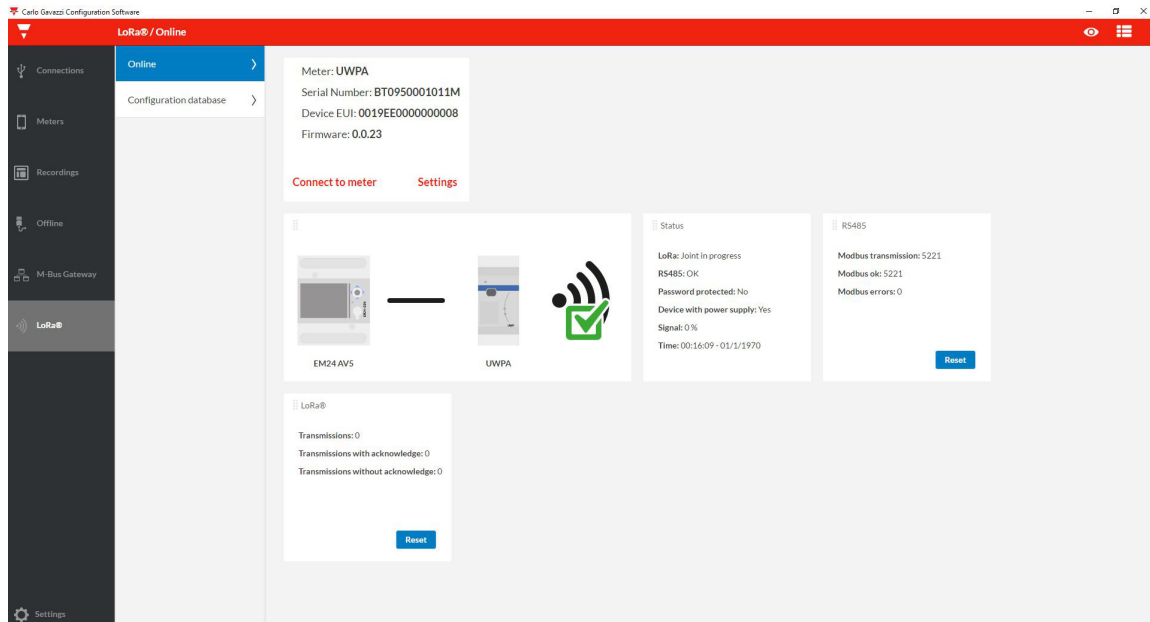 Carlo Gavazzi Configuration Software
LoRa® / Online
Connections
Meters
Recordings
Offline
M-Bus Gateway
LoRa®
Settings
Online
Configuration database
Meter: UWPA
Serial Number: BT0950001011M
Device EUI: 0019EE0000000008
Firmware: 0.0.23
Connect to meter Settings
EM24 AV5 UWPA
Status
LoRa: Joint in progress
RS485: OK
Password protected: No
Device with power supply: Yes
Signal: 0 %
Time: 00:16:09 - 01/1/1970
RS485
Modbus transmission: 5221
Modbus ok: 5221
Modbus errors: 0
Reset
LoRa®
Transmissions: 0
Transmissions with acknowledge: 0
Transmissions without acknowledge: 0
Reset